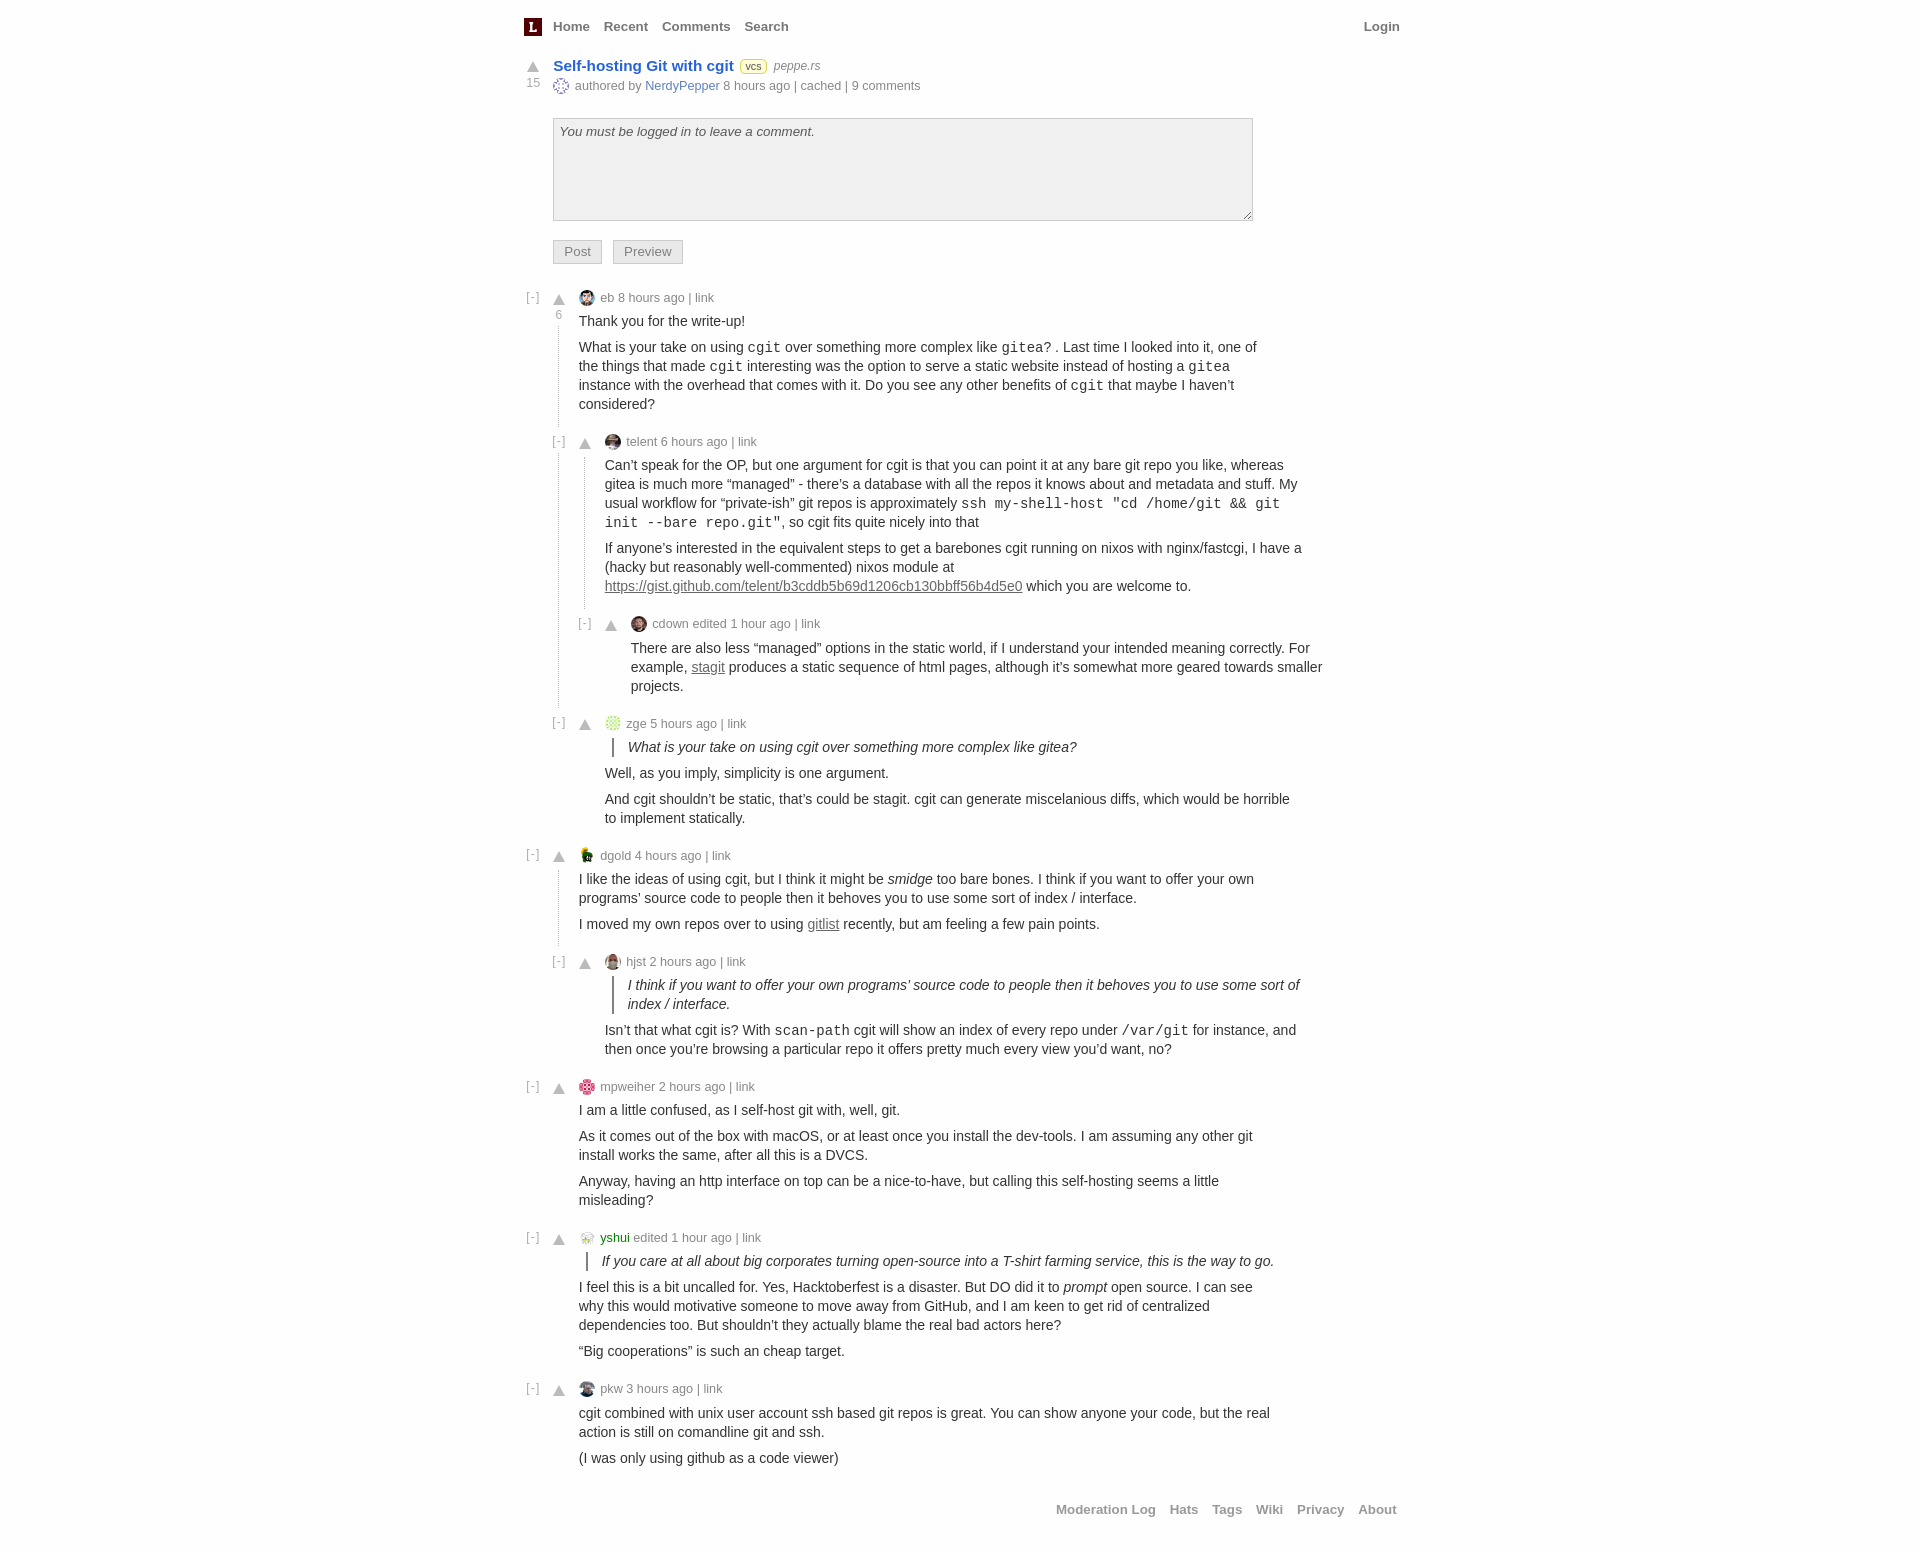 L Home Recent Comments Search Login
Self-hosting Git with cgit vcs peppe.rs
15 authored by NerdyPepper 8 hours ago | cached | 9 comments
You must be logged in to leave a comment.
Post Preview
[-] eb 8 hours ago | link
6
Thank you for the write-up!
What is your take on using cgit over something more complex like gitea? . Last time I looked into it, one of
the things that made cgit interesting was the option to serve a static website instead of hosting a gitea
instance with the overhead that comes with it. Do you see any other benefits of cgit that maybe I haven’t
considered?
[-] telent 6 hours ago | link
Can’t speak for the OP, but one argument for cgit is that you can point it at any bare git repo you like, whereas
gitea is much more “managed” - there’s a database with all the repos it knows about and metadata and stuff. My
usual workflow for “private-ish” git repos is approximately ssh my-shell-host "cd /home/git && git
init --bare repo.git", so cgit fits quite nicely into that
If anyone’s interested in the equivalent steps to get a barebones cgit running on nixos with nginx/fastcgi, I have a
(hacky but reasonably well-commented) nixos module at
https://gist.github.com/telent/b3cddb5b69d1206cb130bbff56b4d5e0 which you are welcome to.
[-] cdown edited 1 hour ago | link
There are also less “managed” options in the static world, if I understand your intended meaning correctly. For
example, stagit produces a static sequence of html pages, although it’s somewhat more geared towards smaller
projects.
[-] zge 5 hours ago | link
What is your take on using cgit over something more complex like gitea?
Well, as you imply, simplicity is one argument.
And cgit shouldn’t be static, that’s could be stagit. cgit can generate miscelanious diffs, which would be horrible
to implement statically.
[-] dgold 4 hours ago | link
I like the ideas of using cgit, but I think it might be smidge too bare bones. I think if you want to offer your own
programs’ source code to people then it behoves you to use some sort of index / interface.
I moved my own repos over to using gitlist recently, but am feeling a few pain points.
[-] hjst 2 hours ago | link
I think if you want to offer your own programs’ source code to people then it behoves you to use some sort of
index / interface.
Isn’t that what cgit is? With scan-path cgit will show an index of every repo under /var/git for instance, and
then once you’re browsing a particular repo it offers pretty much every view you’d want, no?
[-] mpweiher 2 hours ago | link
I am a little confused, as I self-host git with, well, git.
As it comes out of the box with macOS, or at least once you install the dev-tools. I am assuming any other git
install works the same, after all this is a DVCS.
Anyway, having an http interface on top can be a nice-to-have, but calling this self-hosting seems a little
misleading?
[-] yshui edited 1 hour ago | link
If you care at all about big corporates turning open-source into a T-shirt farming service, this is the way to go.
I feel this is a bit uncalled for. Yes, Hacktoberfest is a disaster. But DO did it to prompt open source. I can see
why this would motivative someone to move away from GitHub, and I am keen to get rid of centralized
dependencies too. But shouldn’t they actually blame the real bad actors here?
“Big cooperations” is such an cheap target.
[-] pkw 3 hours ago | link
cgit combined with unix user account ssh based git repos is great. You can show anyone your code, but the real
action is still on comandline git and ssh.
(I was only using github as a code viewer)
Moderation Log Hats Tags Wiki Privacy About